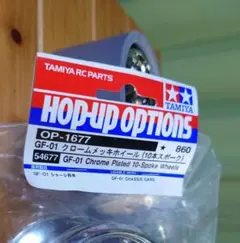 TAMIYA RC PARTS
TAMIYA
HOP-UP OPTIONS
OP-1677
GF-01 クロームメッキホイール (10本スポーク)
★ 860
54677 GF-01 Chrome Plated 10-Spoke Wheels
GF-01 シャーシ
GF-01 CHASSIS CARS